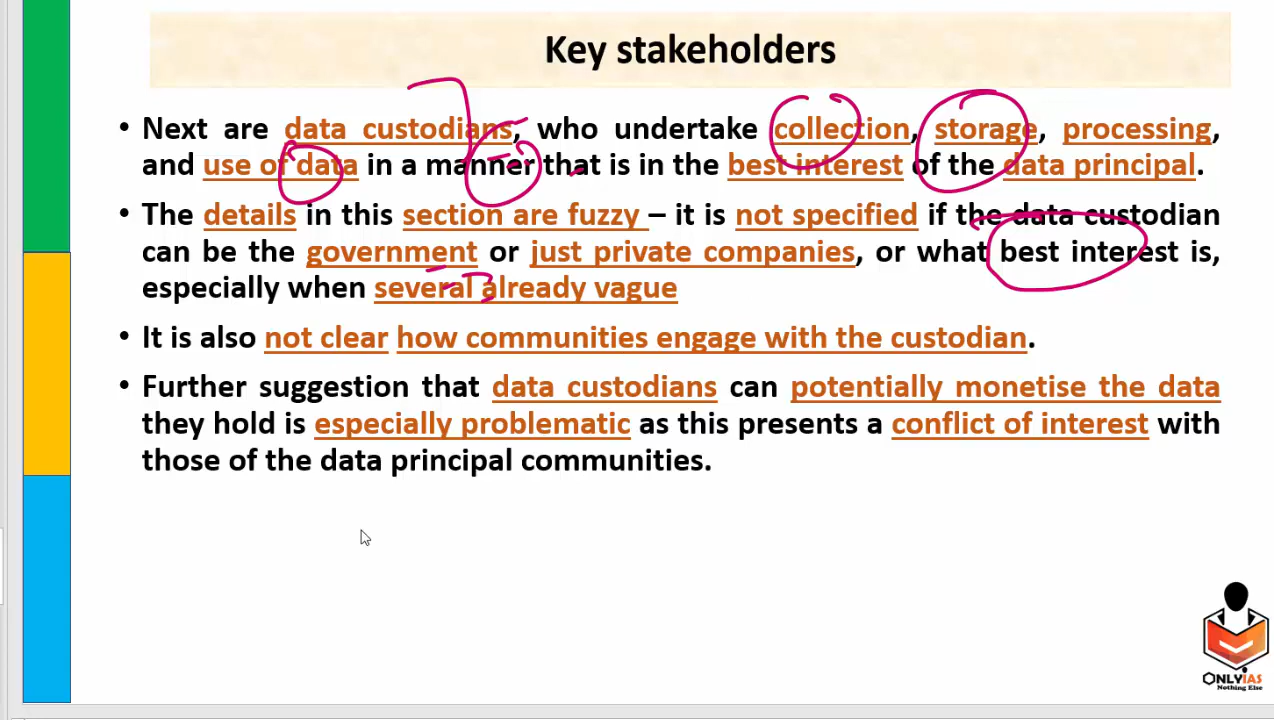 Key stakeholders
• Next are data custodians, who undertake collection, storage, processing,
and use of data in a manner that is in the best interest of the data principal.
• The details in this section are fuzzy – it is not specified if the data custodian
can be the government or just private companies, or what best interest is,
especially when several already vague
• It is also not clear how communities engage with the custodian.
• Further suggestion that data custodians can potentially monetise the data
they hold is especially problematic as this presents a conflict of interest with
those of the data principal communities.
ONLYIAS
Nothing Else